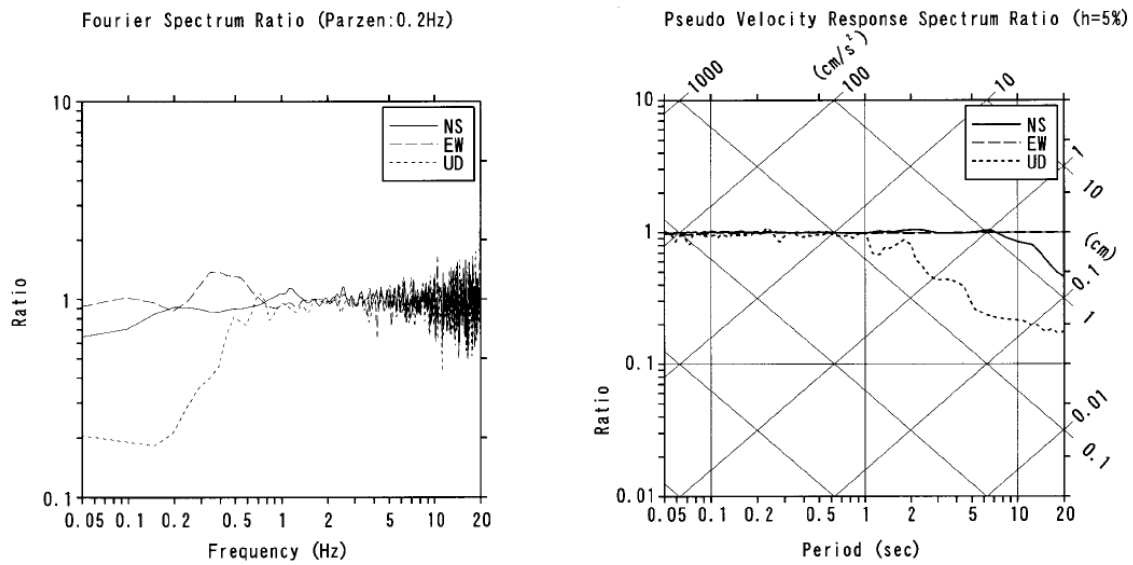 Fourier Spectrum Ratio (Parzen:0.2Hz)
10
1
0.1
Ratio
NS
EW
UD
0.05 0.1 0.2 0.5 1 2 5 10 20
Frequency (Hz)
Pseudo Velocity Response Spectrum Ratio (h=5%)
(cm/s²)
1000
100
10
1
10
(cm)
0.1
1
0.01
0.1
10
1
0.1
0.01
Ratio
NS
EW
UD
0.05 0.1 0.2 0.5 1 2 5 10 20
Period (sec)